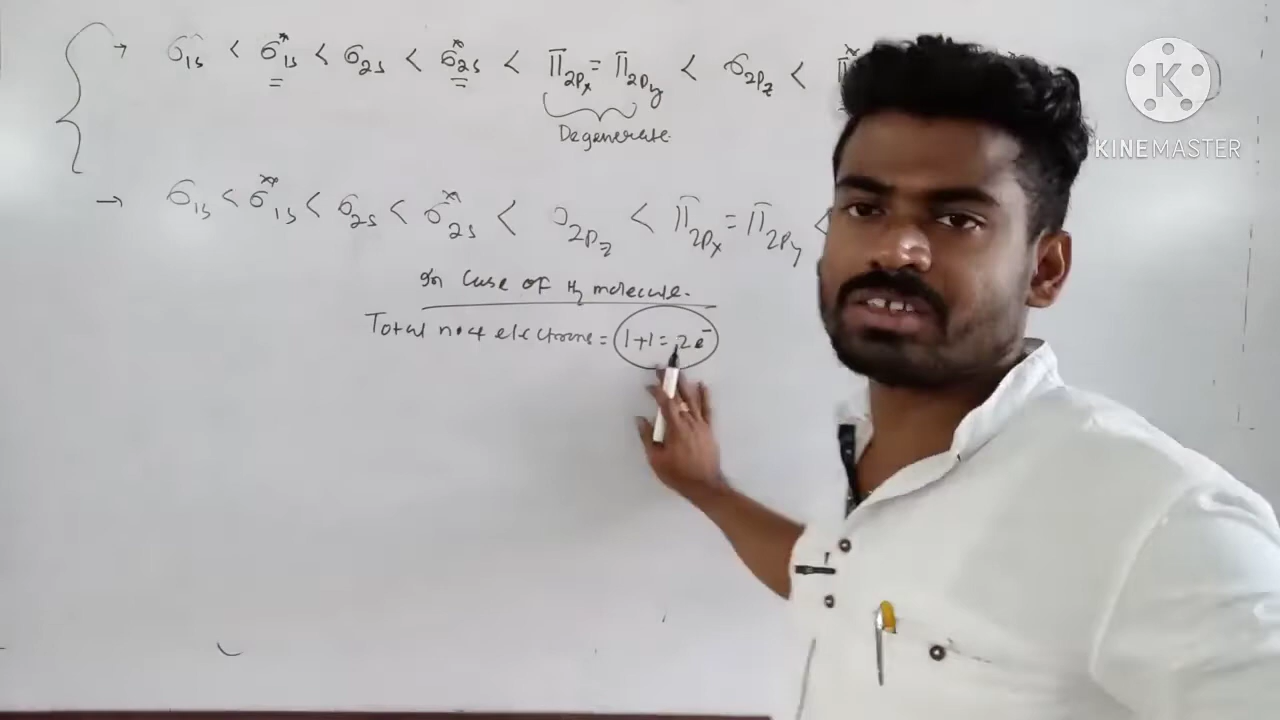 → σ1s < σ*1s < σ2s < σ*2s < π2px = π2py < σ2pz < π*
Degenerate
→ σ1s < σ*1s < σ2s < σ*2s < σ2pz < π2px = π2py <
In Case of H2 molecule.
Total no of electrons = 1+1 = 2e⁻
K
KINEMASTER